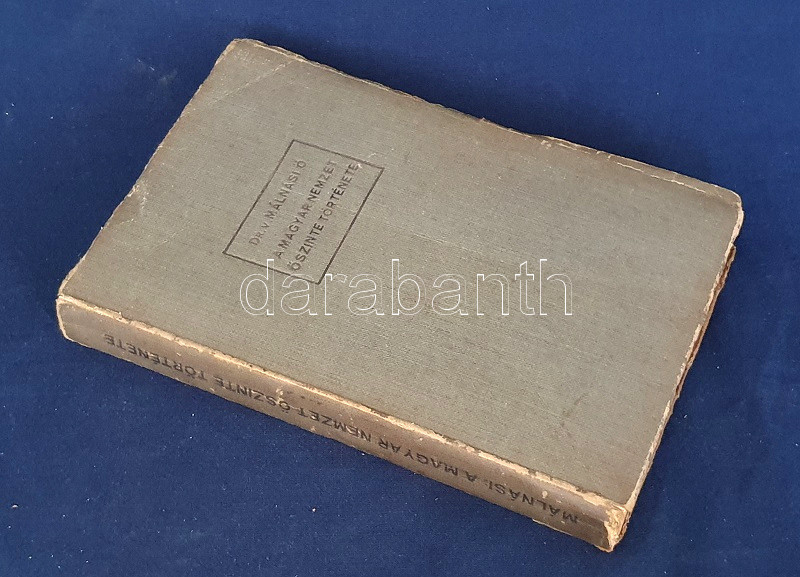 DR. V. MÁLNÁSI Ö
A MAGYAR NEMZET
ŐSZINTE TÖRTÉNETE
darabanth
MÁLNÁSI. A MAGYAR NEMZET ŐSZINTE TÖRTÉNETE